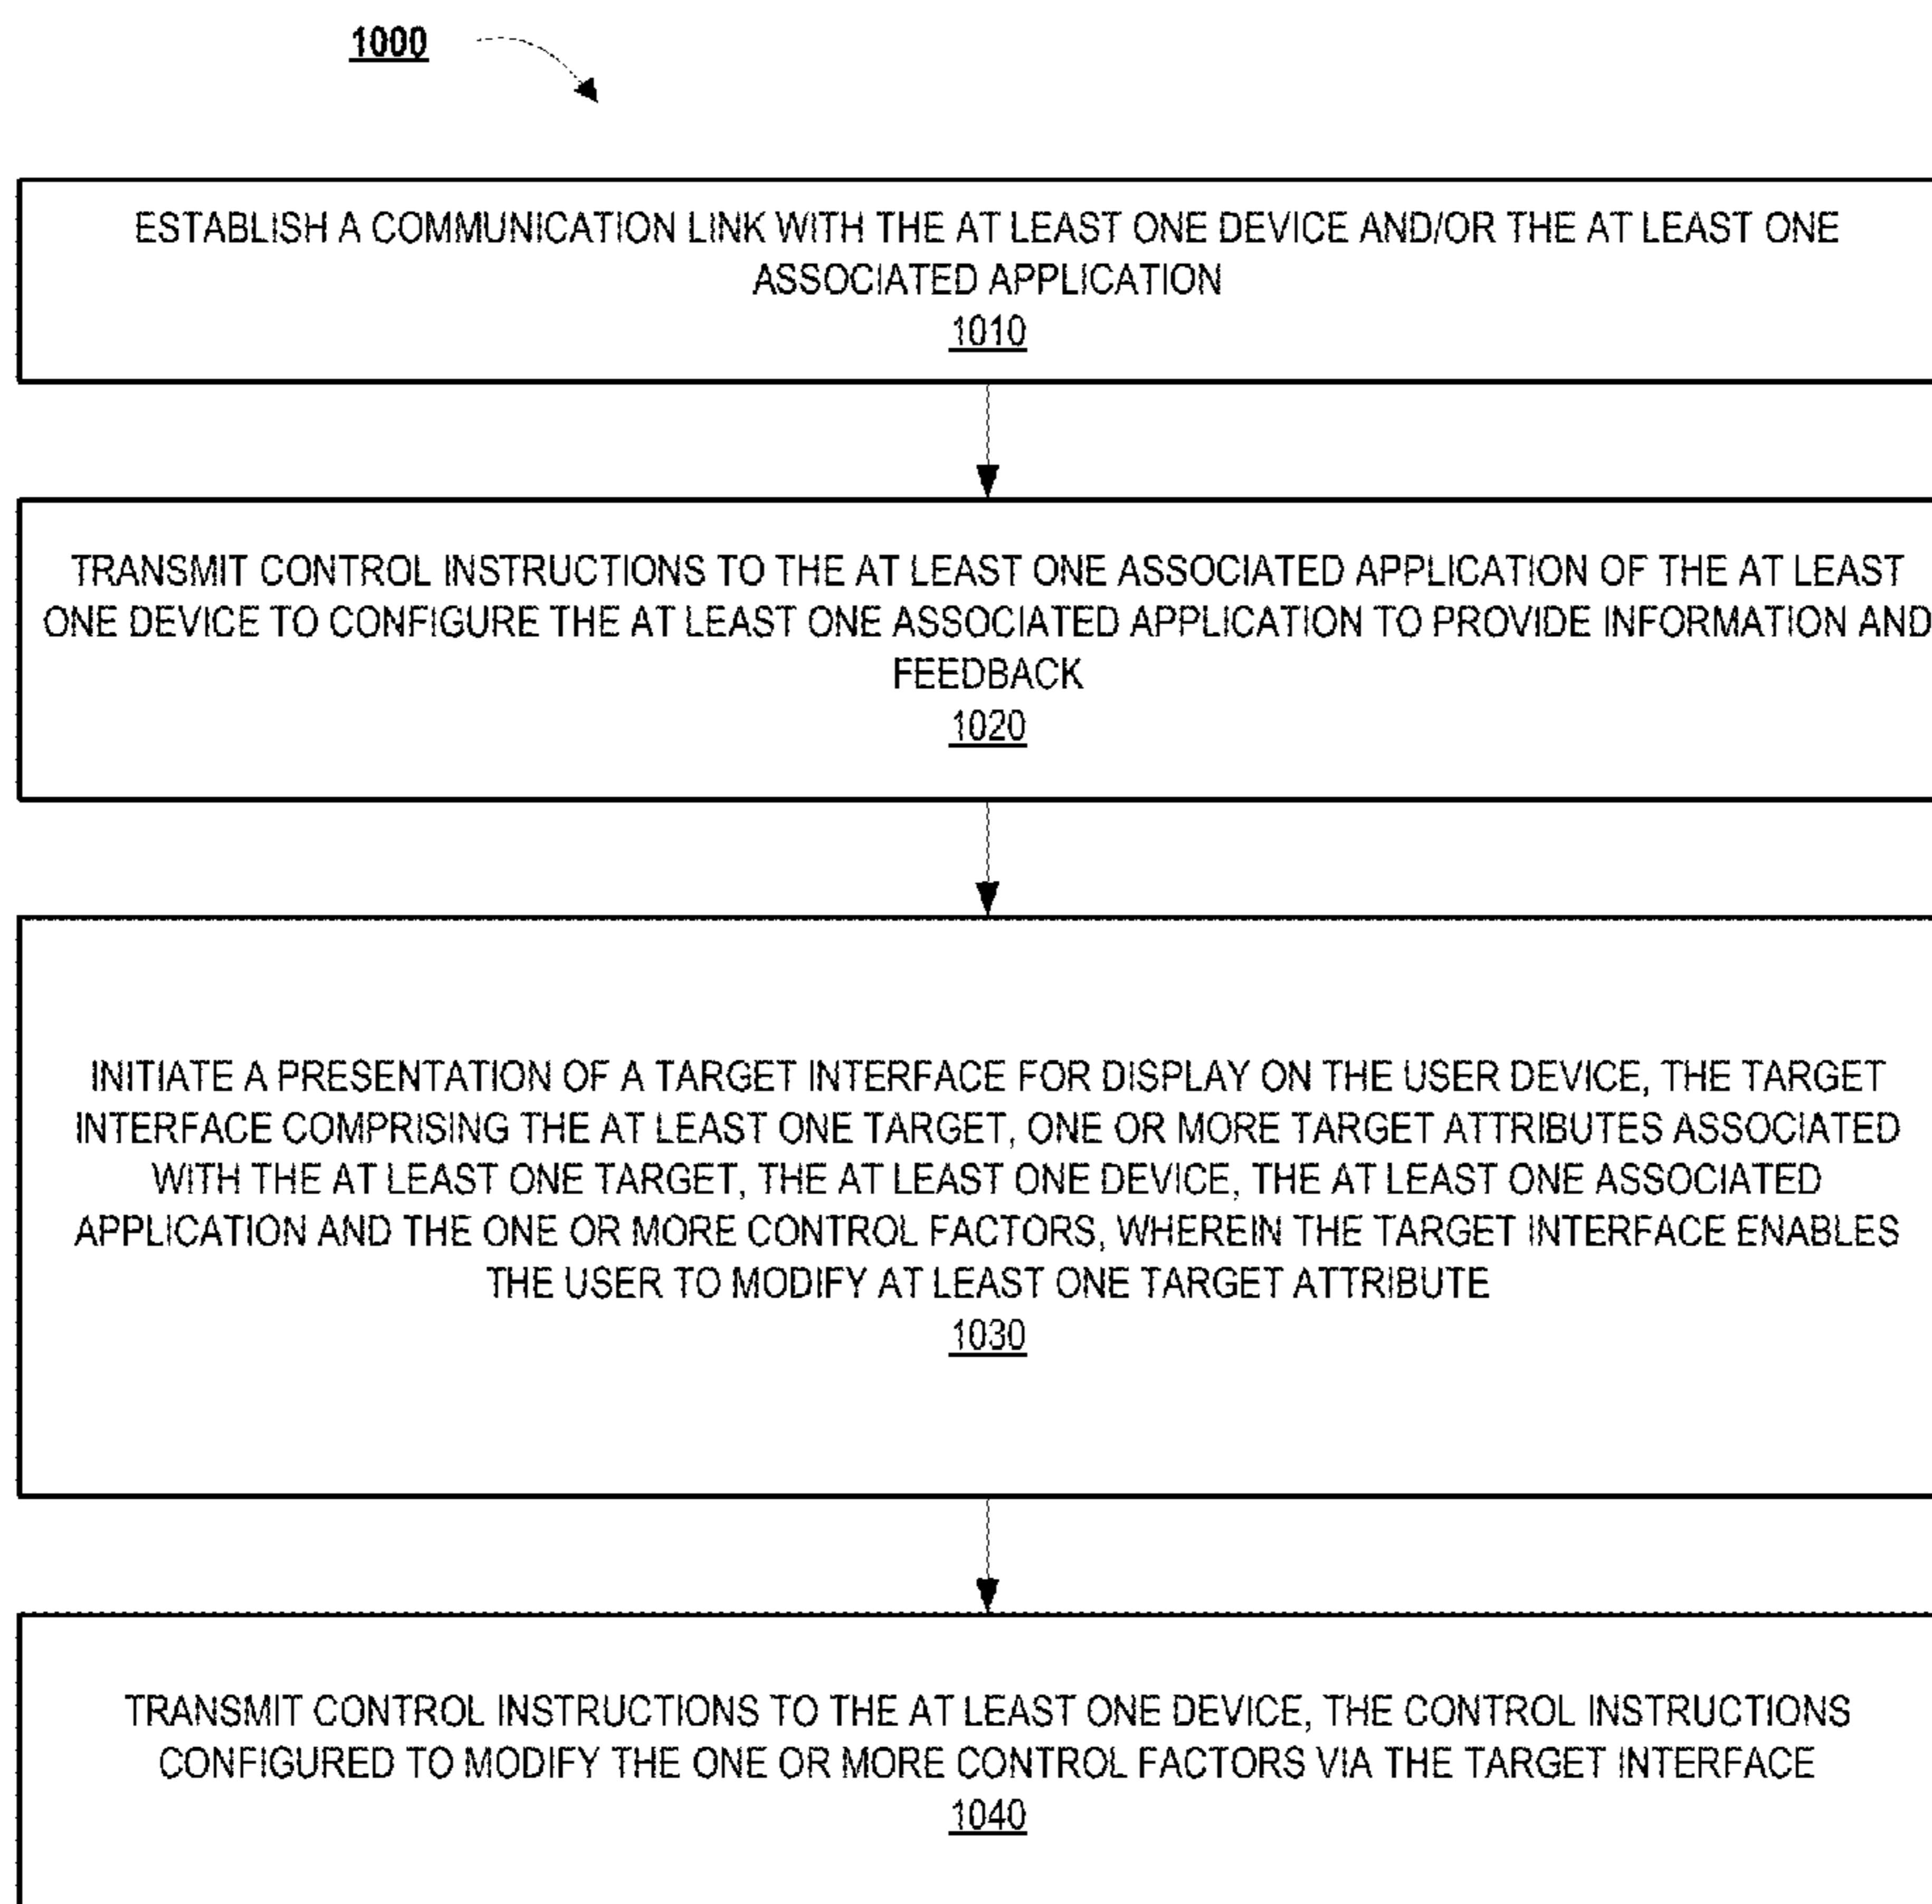 1000
ESTABLISH A COMMUNICATION LINK WITH THE AT LEAST ONE DEVICE AND/OR THE AT LEAST ONE
ASSOCIATED APPLICATION
1010
TRANSMIT CONTROL INSTRUCTIONS TO THE AT LEAST ONE ASSOCIATED APPLICATION OF THE AT LEAST
ONE DEVICE TO CONFIGURE THE AT LEAST ONE ASSOCIATED APPLICATION TO PROVIDE INFORMATION AND
FEEDBACK
1020
INITIATE A PRESENTATION OF A TARGET INTERFACE FOR DISPLAY ON THE USER DEVICE, THE TARGET
INTERFACE COMPRISING THE AT LEAST ONE TARGET, ONE OR MORE TARGET ATTRIBUTES ASSOCIATED
WITH THE AT LEAST ONE TARGET, THE AT LEAST ONE DEVICE, THE AT LEAST ONE ASSOCIATED
APPLICATION AND THE ONE OR MORE CONTROL FACTORS, WHEREIN THE TARGET INTERFACE ENABLES
THE USER TO MODIFY AT LEAST ONE TARGET ATTRIBUTE
1030
TRANSMIT CONTROL INSTRUCTIONS TO THE AT LEAST ONE DEVICE, THE CONTROL INSTRUCTIONS
CONFIGURED TO MODIFY THE ONE OR MORE CONTROL FACTORS VIA THE TARGET INTERFACE
1040